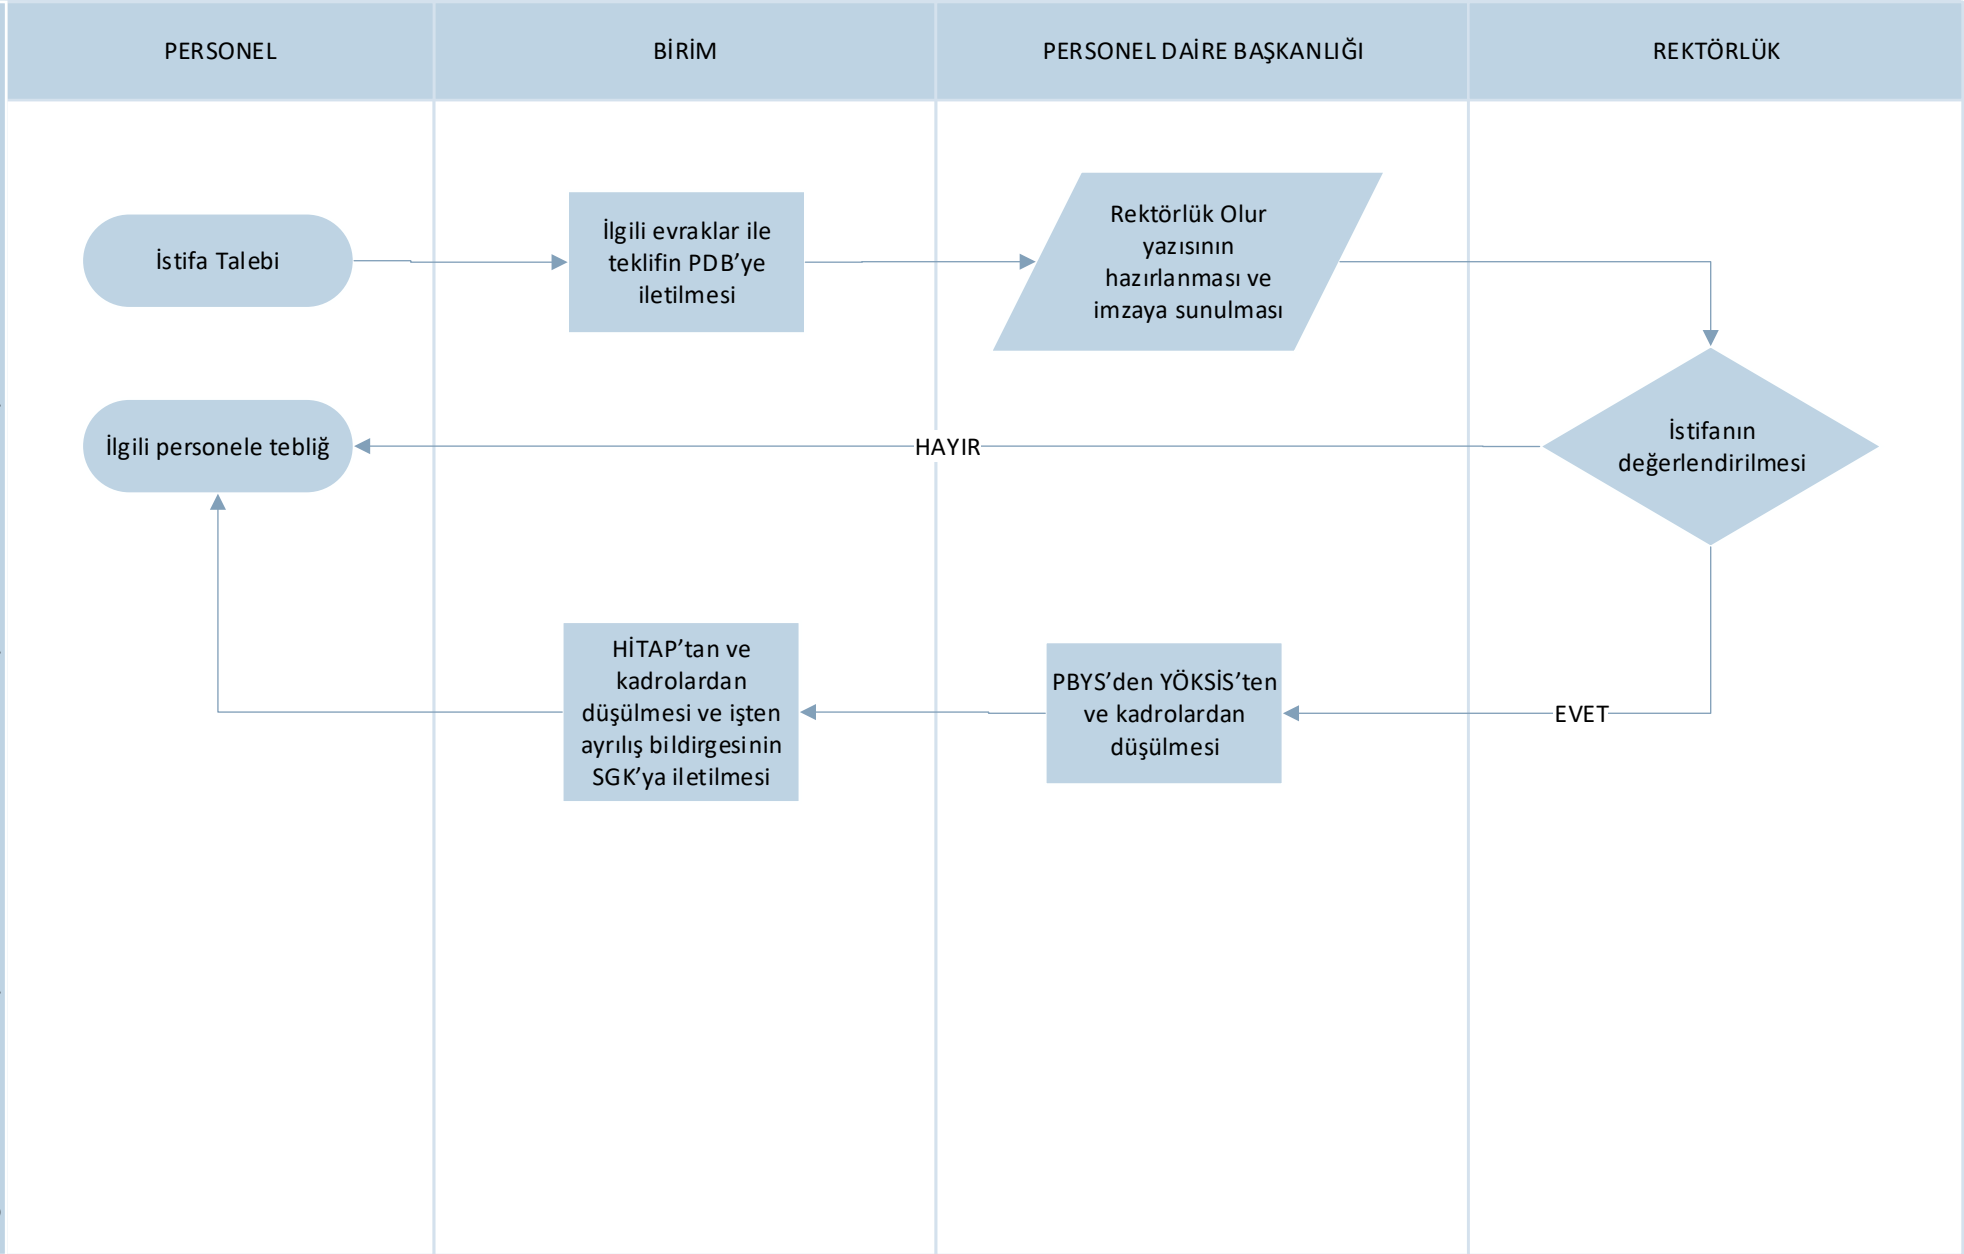 PERSONEL
BİRİM
PERSONEL DAİRE BAŞKANLIĞI
REKTÖRLÜK
İstifa Talebi
İlgili evraklar ile
teklifin PDB’ye
iletilmesi
Rektörlük Olur
yazısının
hazırlanması ve
imzaya sunulması
İstifanın
değerlendirilmesi
HAYIR
İlgili personele tebliğ
EVET
PBYS’den YÖKSİS’ten
ve kadrolardan
düşülmesi
HİTAP’tan ve
kadrolardan
düşülmesi ve işten
ayrılış bildirgesinin
SGK’ya iletilmesi